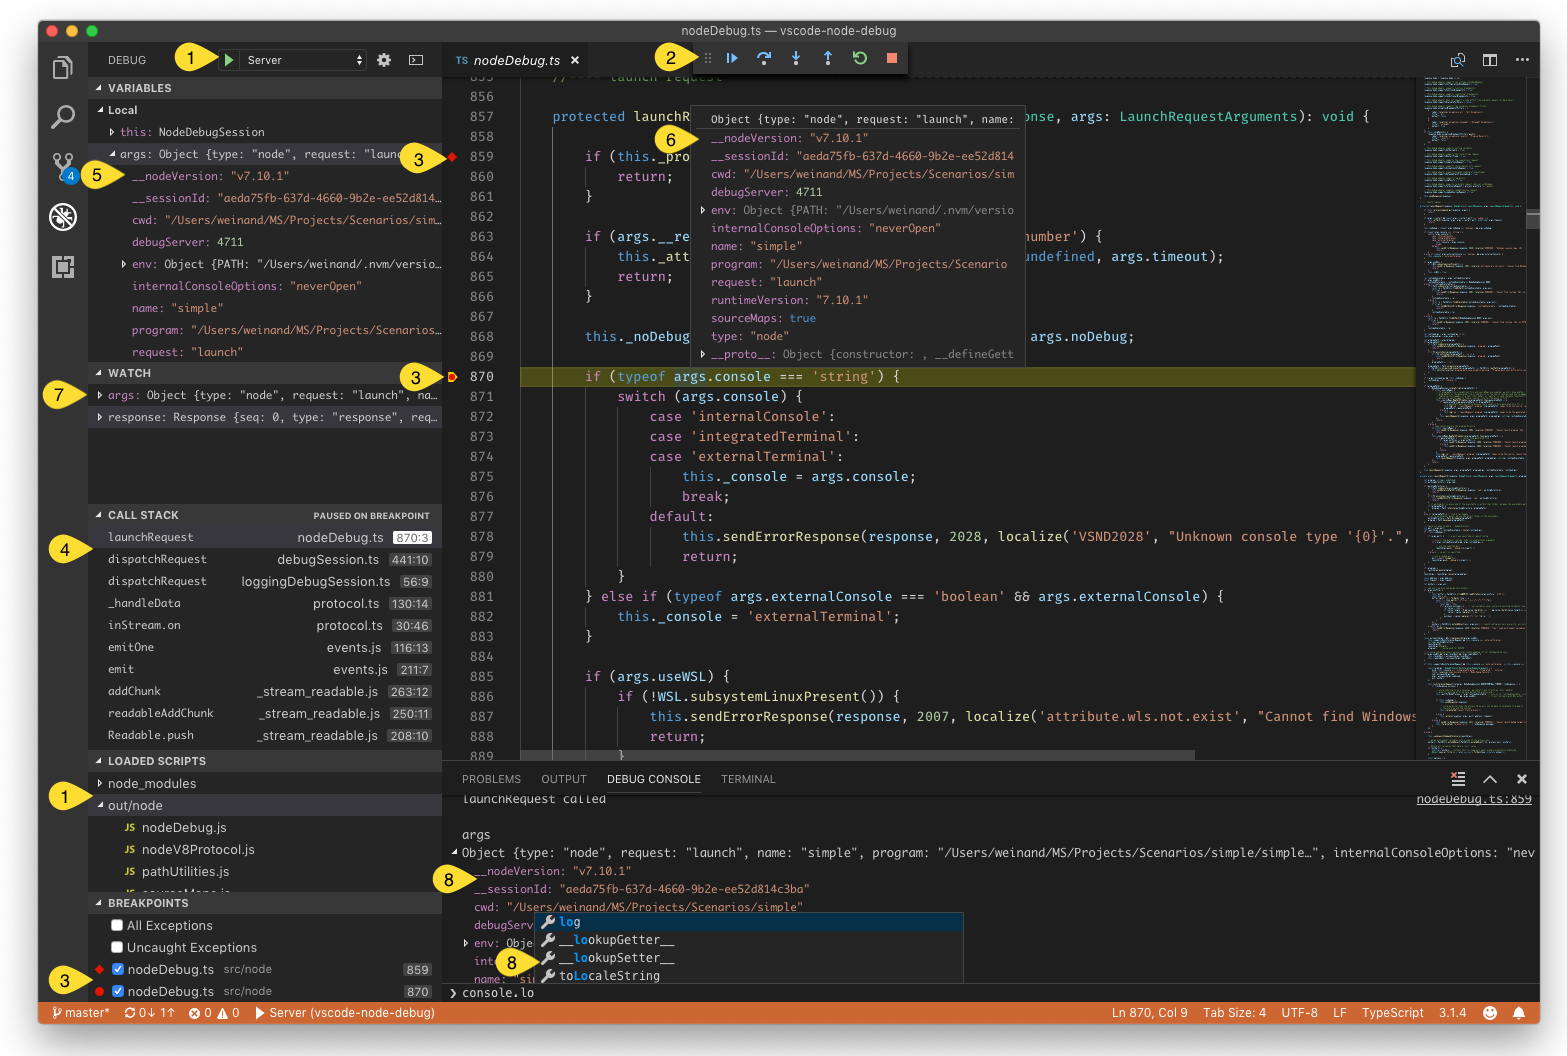 nodeDebug.ts — vscode-node-debug
DEBUG
1
Server
TS nodeDebug.ts ×
2
VARIABLES
Local
this: NodeDebugSession
args: Object {type: "node", request: "launc
5
__nodeVersion: "v7.10.1"
__sessionId: "aeda75fb-637d-4660-9b2e-ee52d814…
cwd: "/Users/weinand/MS/Projects/Scenarios/sim…
debugServer: 4711
env: Object {PATH: "/Users/weinand/.nvm/versio…
internalConsoleOptions: "neverOpen"
name: "simple"
program: "/Users/weinand/MS/Projects/Scenarios…
request: "launch"
4
WATCH
7
args: Object {type: "node", request: "launch", na…
response: Response {seq: 0, type: "response", req…
CALL STACK PAUSED ON BREAKPOINT
4
launchRequest nodeDebug.ts 870:3
dispatchRequest debugSession.ts 441:10
dispatchRequest loggingDebugSession.ts 56:9
_handleData protocol.ts 130:14
inStream.on protocol.ts 30:46
emitOne events.js 116:13
emit events.js 211:7
addChunk _stream_readable.js 263:12
readableAddChunk _stream_readable.js 250:11
Readable.push _stream_readable.js 208:10
LOADED SCRIPTS
1
node_modules
out/node
JS nodeDebug.js
JS nodeV8Protocol.js
JS pathUtilities.js
JS sourceMaps.js
BREAKPOINTS
All Exceptions
Uncaught Exceptions
3
nodeDebug.ts src/node 859
nodeDebug.ts src/node 870
855 // launch request
856
857 protected launchR
onse, args: LaunchRequestArguments): void {
858
3
859 if (this._pro
860 return;
861 }
862
863 if (args.__re
number') {
864 this._att
undefined, args.timeout);
865 return;
866 }
867
868 this._noDebug
args.noDebug;
869
3
870 if (typeof args.console === 'string') {
871 switch (args.console) {
872 case 'internalConsole':
873 case 'integratedTerminal':
874 case 'externalTerminal':
875 this._console = args.console;
876 break;
877 default:
878 this.sendErrorResponse(response, 2028, localize('VSND2028', "Unknown console type '{0}'.",
879 return;
880 }
881 } else if (typeof args.externalConsole === 'boolean' && args.externalConsole) {
882 this._console = 'externalTerminal';
883 }
884
885 if (args.useWSL) {
886 if (!WSL.subsystemLinuxPresent()) {
887 this.sendErrorResponse(response, 2007, localize('attribute.wls.not.exist', "Cannot find Windows
888 return;
889 }
Object {type: "node", request: "launch", name:
6
__nodeVersion: "v7.10.1"
__sessionId: "aeda75fb-637d-4660-9b2e-ee52d814
cwd: "/Users/weinand/MS/Projects/Scenarios/sim
debugServer: 4711
env: Object {PATH: "/Users/weinand/.nvm/versio
internalConsoleOptions: "neverOpen"
name: "simple"
program: "/Users/weinand/MS/Projects/Scenario
request: "launch"
runtimeVersion: "7.10.1"
sourceMaps: true
type: "node"
__proto__: Object {constructor: , __defineGett
PROBLEMS OUTPUT DEBUG CONSOLE TERMINAL
launchRequest called nodeDebug.ts:859
args
Object {type: "node", request: "launch", name: "simple", program: "/Users/weinand/MS/Projects/Scenarios/simple/simple…", internalConsoleOptions: "nev
8
__nodeVersion: "v7.10.1"
__sessionId: "aeda75fb-637d-4660-9b2e-ee52d814c3ba"
cwd: "/Users/weinand/MS/Projects/Scenarios/simple"
debugServ
env: Obje
int
name: "si
8
log
__lookupGetter__
__lookupSetter__
toLocaleString
❯ console.lo
master* 0↓ 1↑ 0 0 Server (vscode-node-debug)
Ln 870, Col 9 Tab Size: 4 UTF-8 LF TypeScript 3.1.4